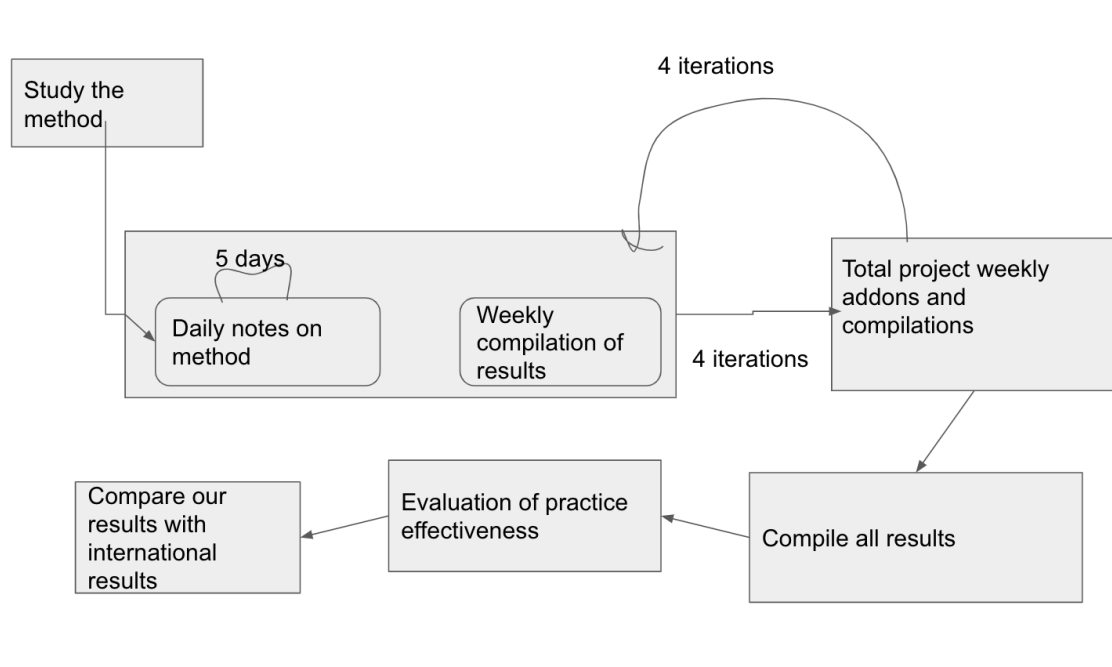 4 iterations
Study the
method
5 days
Daily notes on
method
Weekly
compilation of
results
4 iterations
Total project weekly
addons and
compilations
Compare our
results with
international
results
Evaluation of practice
effectiveness
Compile all results